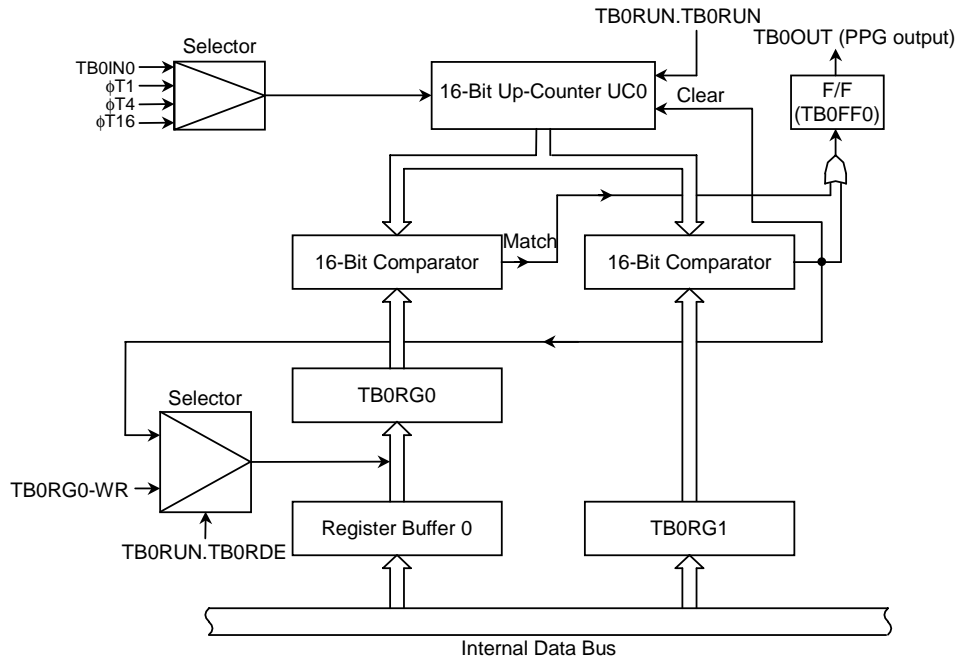 TB0RUN.TB0RUN
TB0OUT (PPG output)
Selector
TB0IN0
ϕT1
ϕT4
ϕT16
16-Bit Up-Counter UC0
Clear
F/F
(TB0FF0)
Match
16-Bit Comparator
16-Bit Comparator
TB0RG0
Selector
TB0RG0-WR
Register Buffer 0
TB0RG1
TB0RUN.TB0RDE
Internal Data Bus